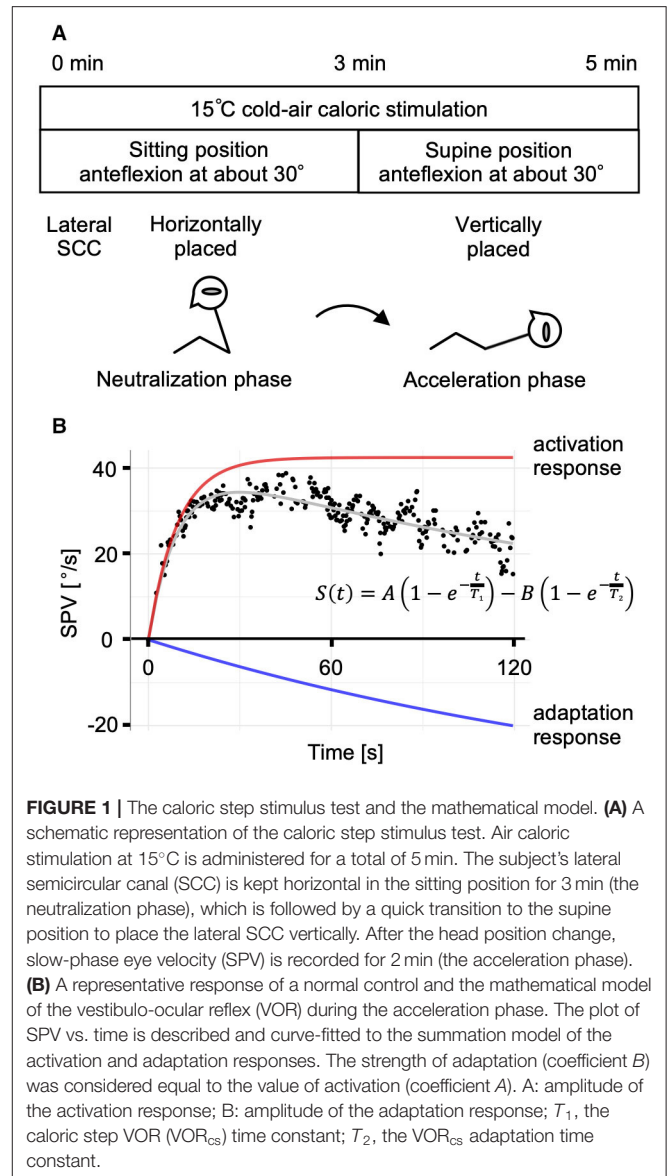 A
0 min 3 min 5 min
15°C cold-air caloric stimulation
Sitting position
anteflexion at about 30°
Supine position
anteflexion at about 30°
Lateral
SCC
Horizontally
placed
Vertically
placed
Neutralization phase
Acceleration phase
B
activation
response
40
20
0
-20
SPV [ °/s]
S(t) = A (1 − e^{−t/T₁}) − B (1 − e^{−t/T₂})
0 60 120
Time [s]
adaptation
response
FIGURE 1 | The caloric step stimulus test and the mathematical model. (A) A
schematic representation of the caloric step stimulus test. Air caloric
stimulation at 15°C is administered for a total of 5 min. The subject's lateral
semicircular canal (SCC) is kept horizontal in the sitting position for 3 min (the
neutralization phase), which is followed by a quick transition to the supine
position to place the lateral SCC vertically. After the head position change,
slow-phase eye velocity (SPV) is recorded for 2 min (the acceleration phase).
(B) A representative response of a normal control and the mathematical model
of the vestibulo-ocular reflex (VOR) during the acceleration phase. The plot of
SPV vs. time is described and curve-fitted to the summation model of the
activation and adaptation responses. The strength of adaptation (coefficient B)
was considered equal to the value of activation (coefficient A). A: amplitude of
the activation response; B: amplitude of the adaptation response; T₁, the
caloric step VOR (VOR_cs) time constant; T₂, the VOR_cs adaptation time
constant.